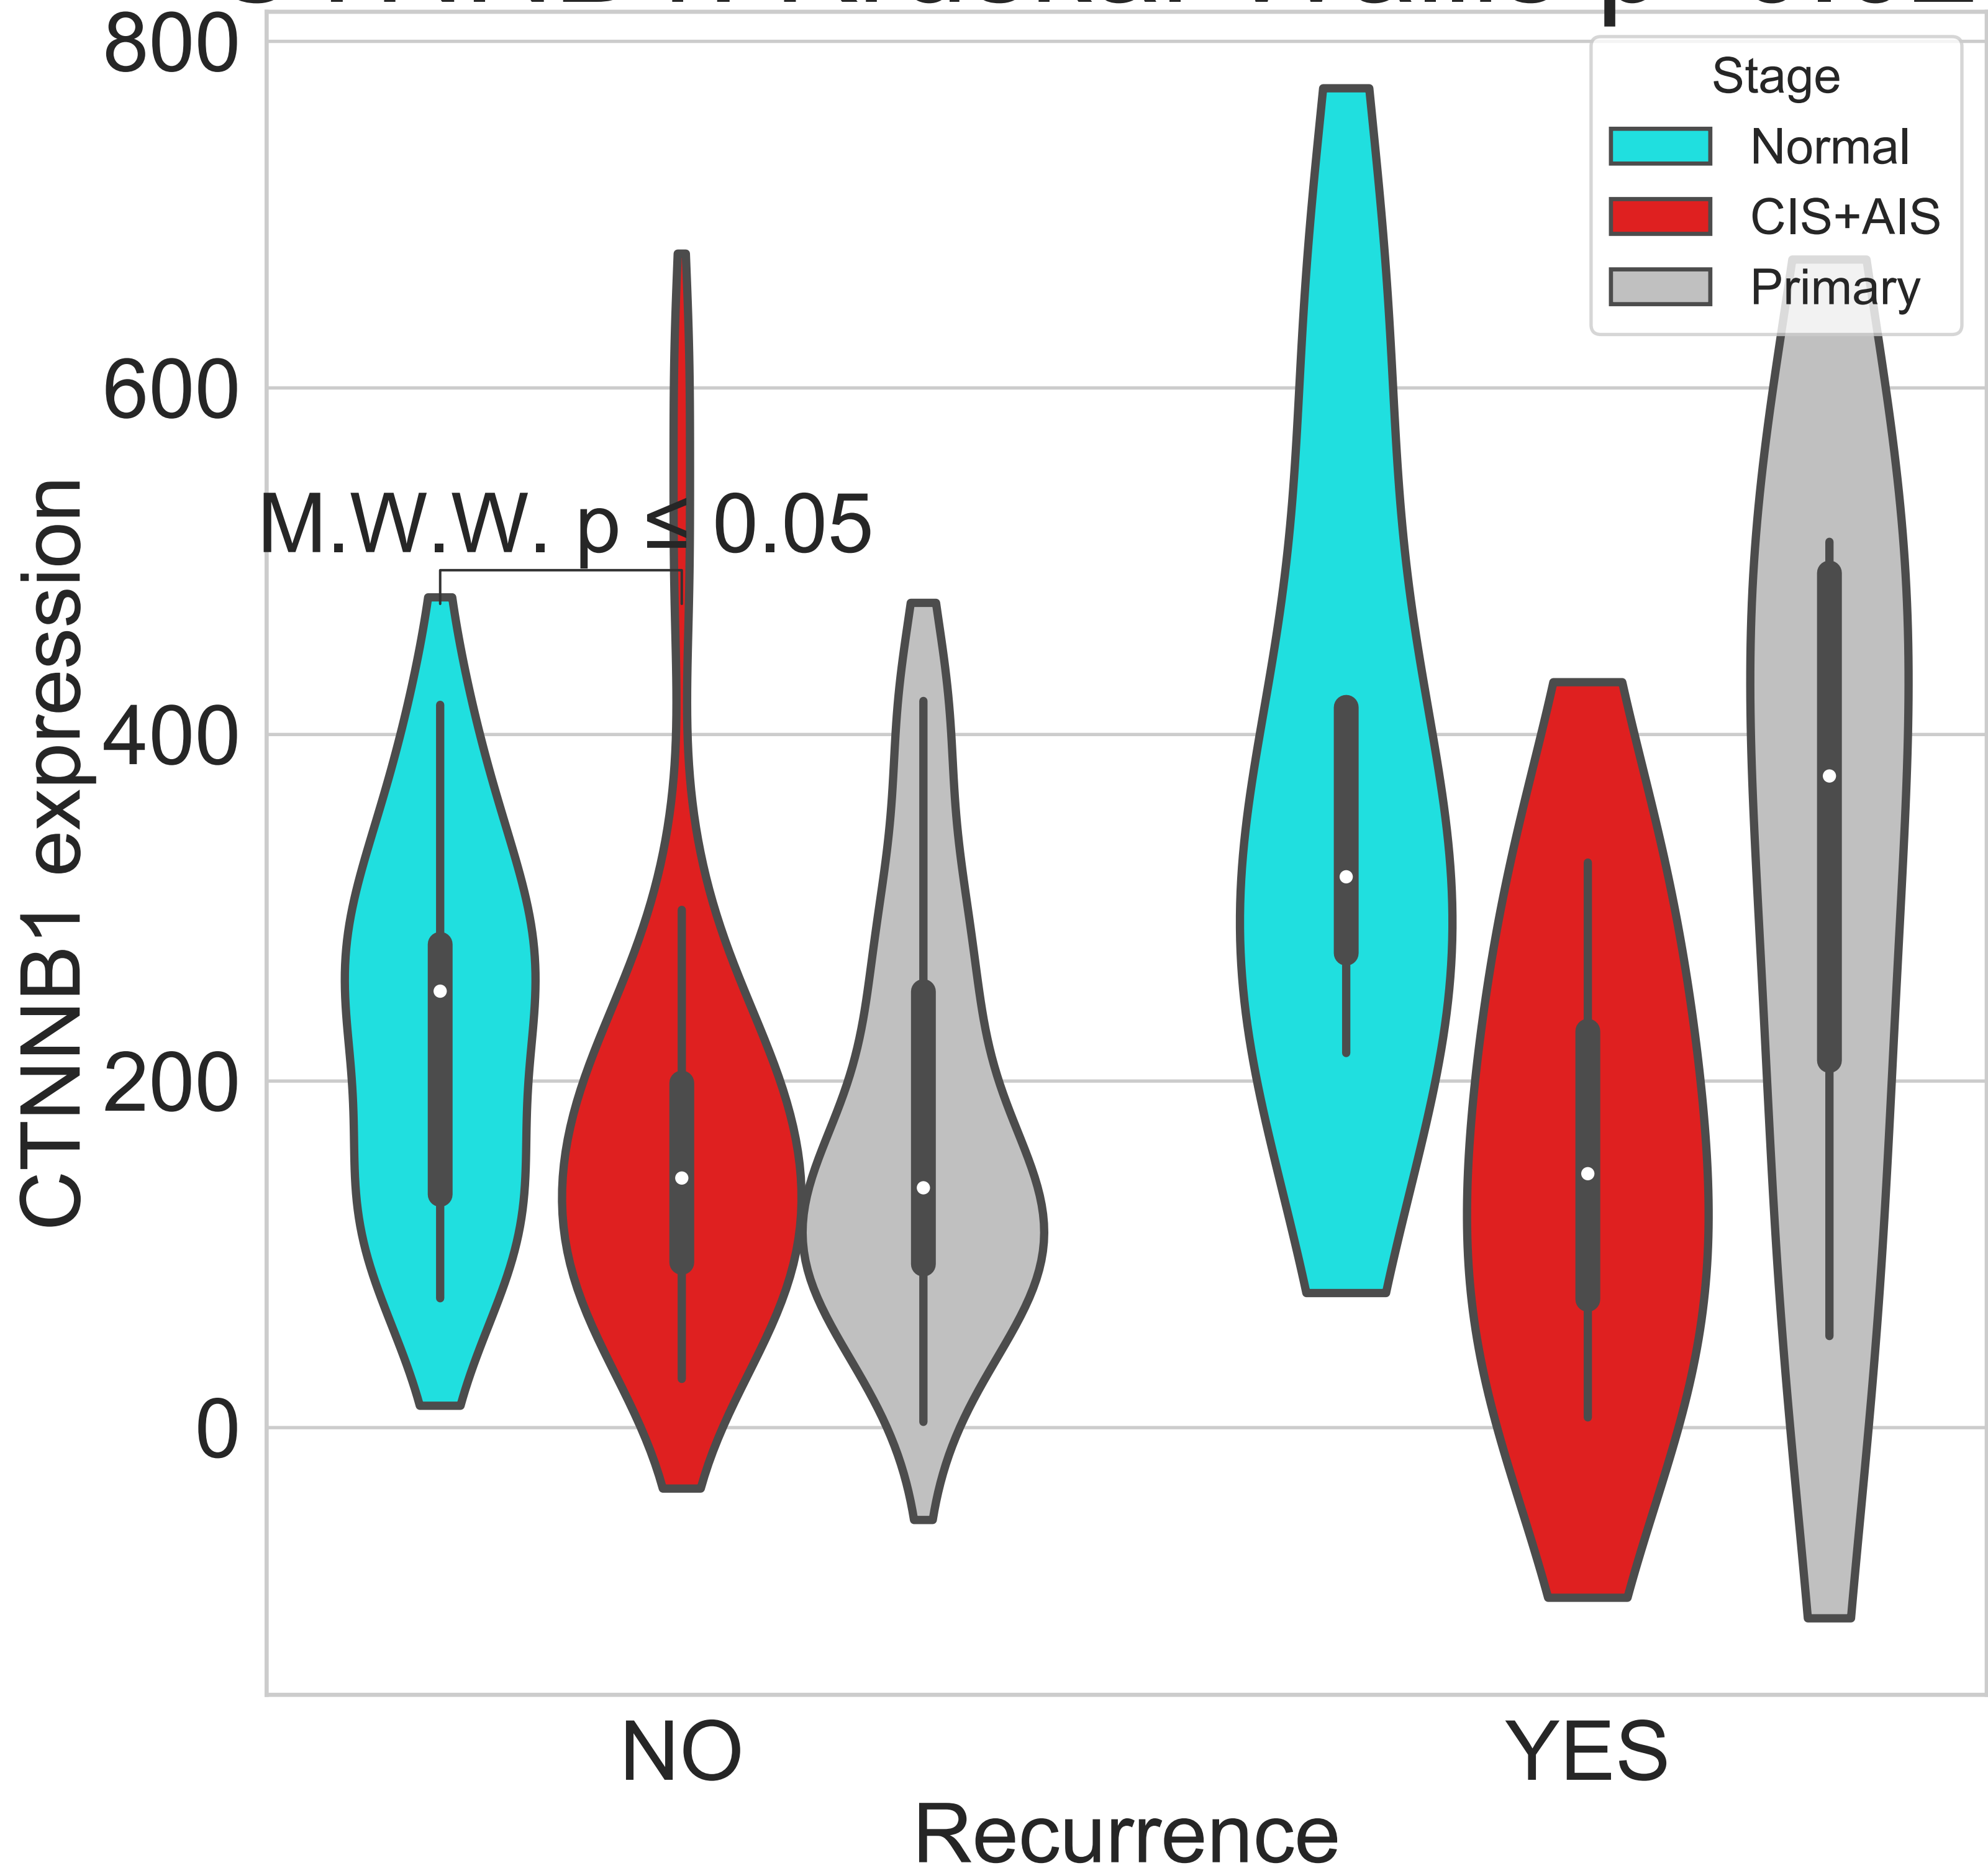 800
600
400
200
0
CTNNB1 expression
Stage
Normal
CIS+AIS
Primary
M.W.W. p ≤ 0.05
NO
YES
Recurrence